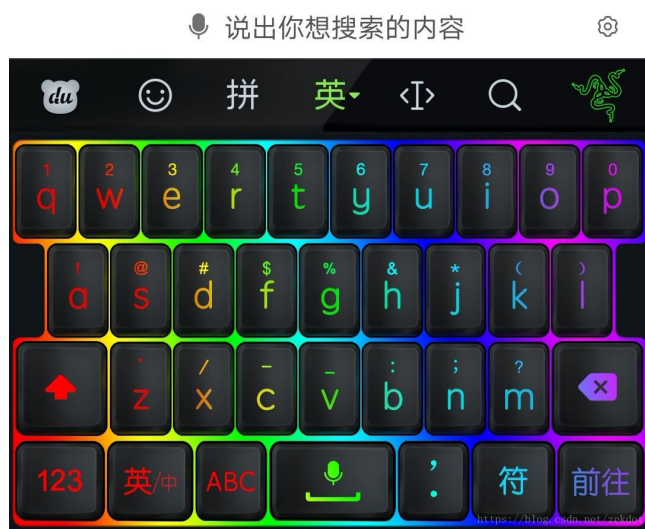 说出你想搜索的内容
du 拼 英
1 2 3 4 5 6 7 8 9 0
q w e r t y u i o p
! @ # $ % & * ( )
a s d f g h j k l
' / – _ : ; ?
z x c v b n m
123 英/中 ABC , : 符 前往
https://blog.csdn.net/zekdot